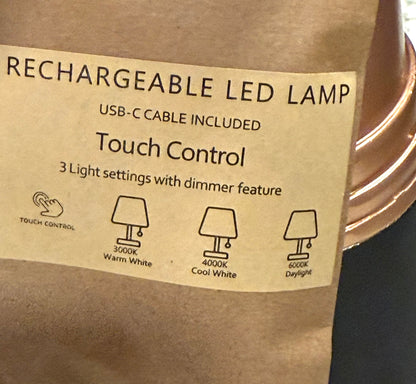 RECHARGEABLE LED LAMP
USB-C CABLE INCLUDED
Touch Control
3 Light settings with dimmer feature
TOUCH CONTROL
3000K
Warm White
4000K
Cool White
6000K
Daylight